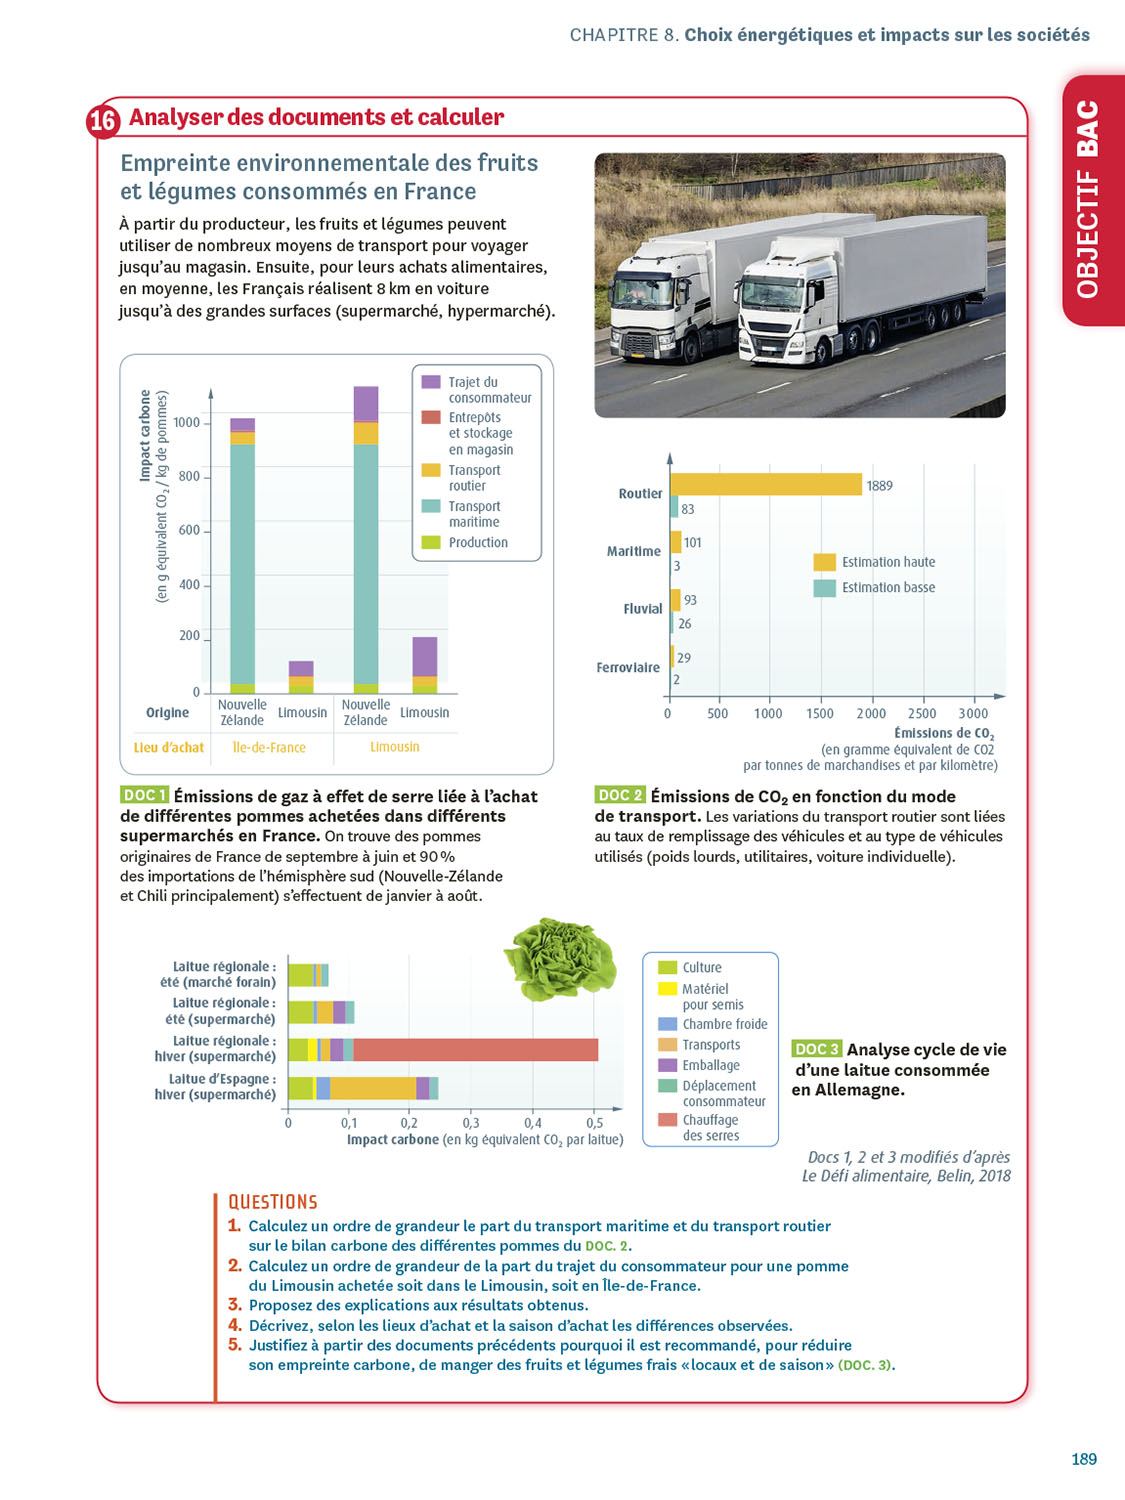 CHAPITRE 8. Choix énergétiques et impacts sur les sociétés
OBJECTIF BAC
16 Analyser des documents et calculer
Empreinte environnementale des fruits
et légumes consommés en France
À partir du producteur, les fruits et légumes peuvent
utiliser de nombreux moyens de transport pour voyager
jusqu'au magasin. Ensuite, pour leurs achats alimentaires,
en moyenne, les Français réalisent 8 km en voiture
jusqu'à des grandes surfaces (supermarché, hypermarché).
Impact carbone
(en g équivalent CO2 / kg de pommes)
1000
800
600
400
200
0
Trajet du
consommateur
Entrepôts
et stockage
en magasin
Transport
routier
Transport
maritime
Production
Origine
Nouvelle
Zélande
Limousin
Nouvelle
Zélande
Limousin
Lieu d'achat
Île-de-France
Limousin
DOC 1 Émissions de gaz à effet de serre liée à l'achat
de différentes pommes achetées dans différents
supermarchés en France. On trouve des pommes
originaires de France de septembre à juin et 90 %
des importations de l'hémisphère sud (Nouvelle-Zélande
et Chili principalement) s'effectuent de janvier à août.
Routier
1889
83
Maritime
101
3
Fluvial
93
26
Ferroviaire
29
2
Estimation haute
Estimation basse
0 500 1000 1500 2000 2500 3000
Émissions de CO2
(en gramme équivalent de CO2
par tonnes de marchandises et par kilomètre)
DOC 2 Émissions de CO2 en fonction du mode
de transport. Les variations du transport routier sont liées
au taux de remplissage des véhicules et au type de véhicules
utilisés (poids lourds, utilitaires, voiture individuelle).
Laitue régionale :
été (marché forain)
Laitue régionale :
été (supermarché)
Laitue régionale :
hiver (supermarché)
Laitue d'Espagne :
hiver (supermarché)
0 0,1 0,2 0,3 0,4 0,5
Impact carbone (en kg équivalent CO2 par laitue)
Culture
Matériel
pour semis
Chambre froide
Transports
Emballage
Déplacement
consommateur
Chauffage
des serres
DOC 3 Analyse cycle de vie
d'une laitue consommée
en Allemagne.
Docs 1, 2 et 3 modifiés d'après
Le Défi alimentaire, Belin, 2018
QUESTIONS
1. Calculez un ordre de grandeur le part du transport maritime et du transport routier
sur le bilan carbone des différentes pommes du DOC. 2.
2. Calculez un ordre de grandeur de la part du trajet du consommateur pour une pomme
du Limousin achetée soit dans le Limousin, soit en Île-de-France.
3. Proposez des explications aux résultats obtenus.
4. Décrivez, selon les lieux d'achat et la saison d'achat les différences observées.
5. Justifiez à partir des documents précédents pourquoi il est recommandé, pour réduire
son empreinte carbone, de manger des fruits et légumes frais « locaux et de saison » (DOC. 3).
189